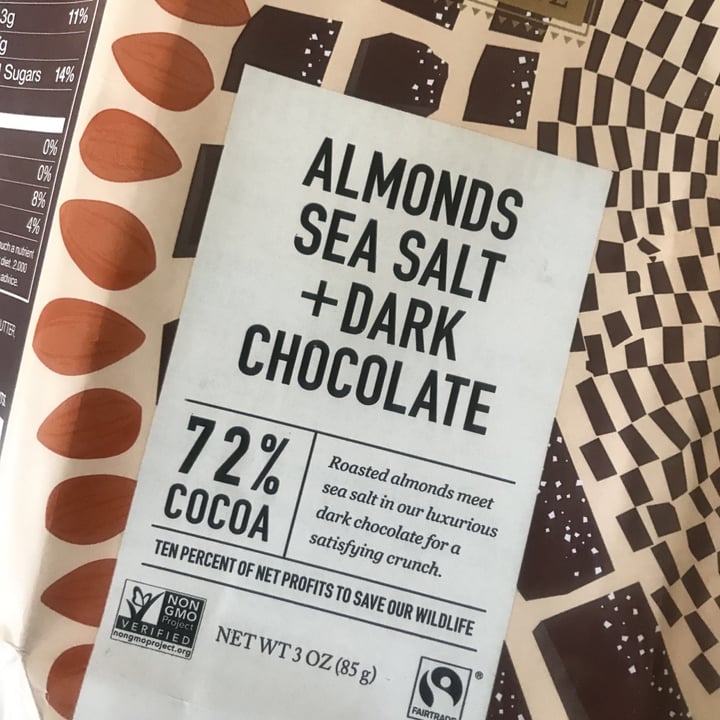 3g 11%
g
Sugars 14%
0%
0%
8%
4%
such a nutrient
diet. 2,000
advice.
ALMONDS
SEA SALT
+DARK
CHOCOLATE
72%
COCOA
Roasted almonds meet
sea salt in our luxurious
dark chocolate for a
satisfying crunch.
TEN PERCENT OF NET PROFITS TO SAVE OUR WILDLIFE
NON
GMO
Project
VERIFIED
nongmoproject.org
NET WT 3 OZ (85 g)
FAIRTRADE
®